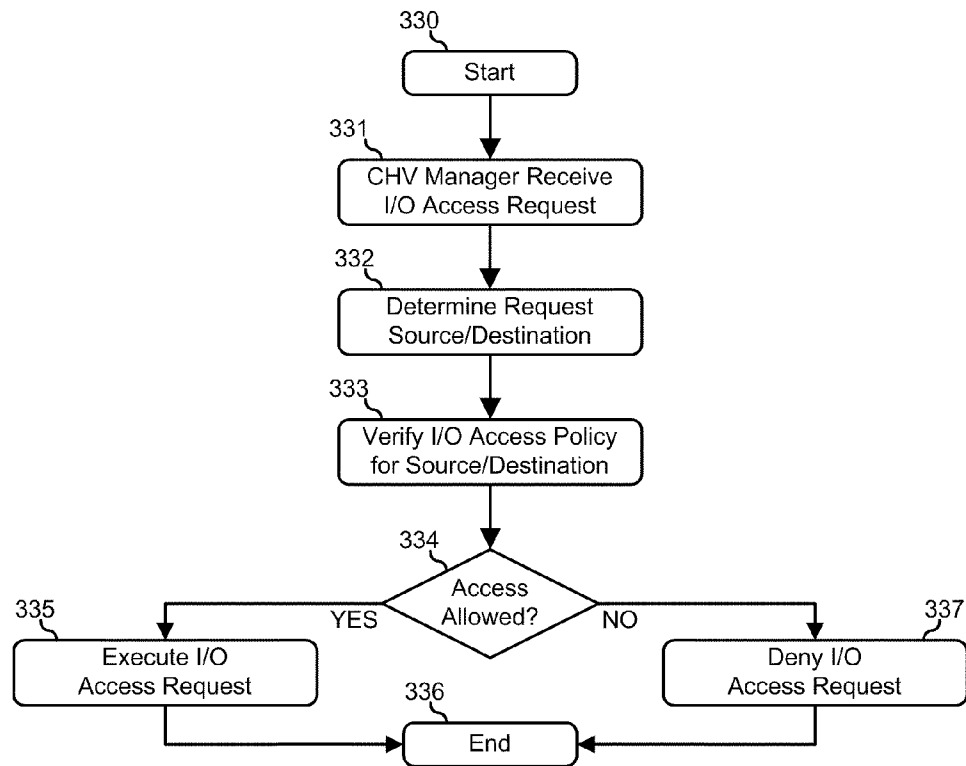 330
Start
331
CHV Manager Receive
I/O Access Request
332
Determine Request
Source/Destination
333
Verify I/O Access Policy
for Source/Destination
334
Access
Allowed?
YES
NO
335
Execute I/O
Access Request
337
Deny I/O
Access Request
336
End